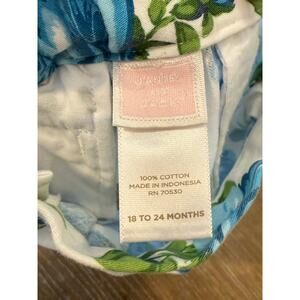 100% COTTON
MADE IN INDONESIA
RN 70530
18 TO 24 MONTHS